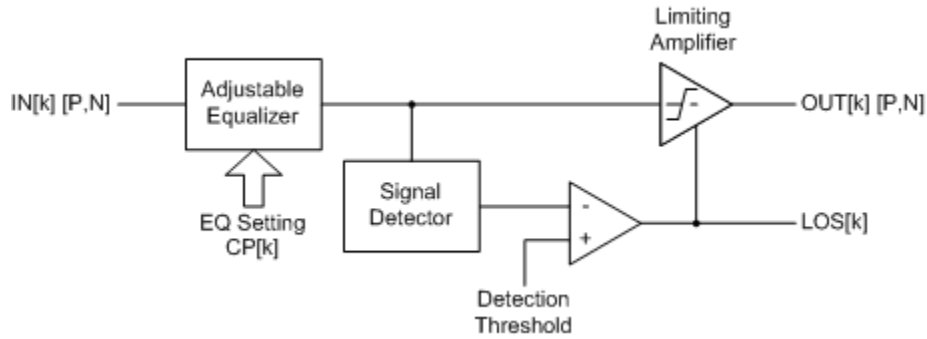 Limiting
Amplifier
IN[k] [P,N]
Adjustable
Equalizer
OUT[k] [P,N]
EQ Setting
CP[k]
Signal
Detector
-
+
LOS[k]
Detection
Threshold